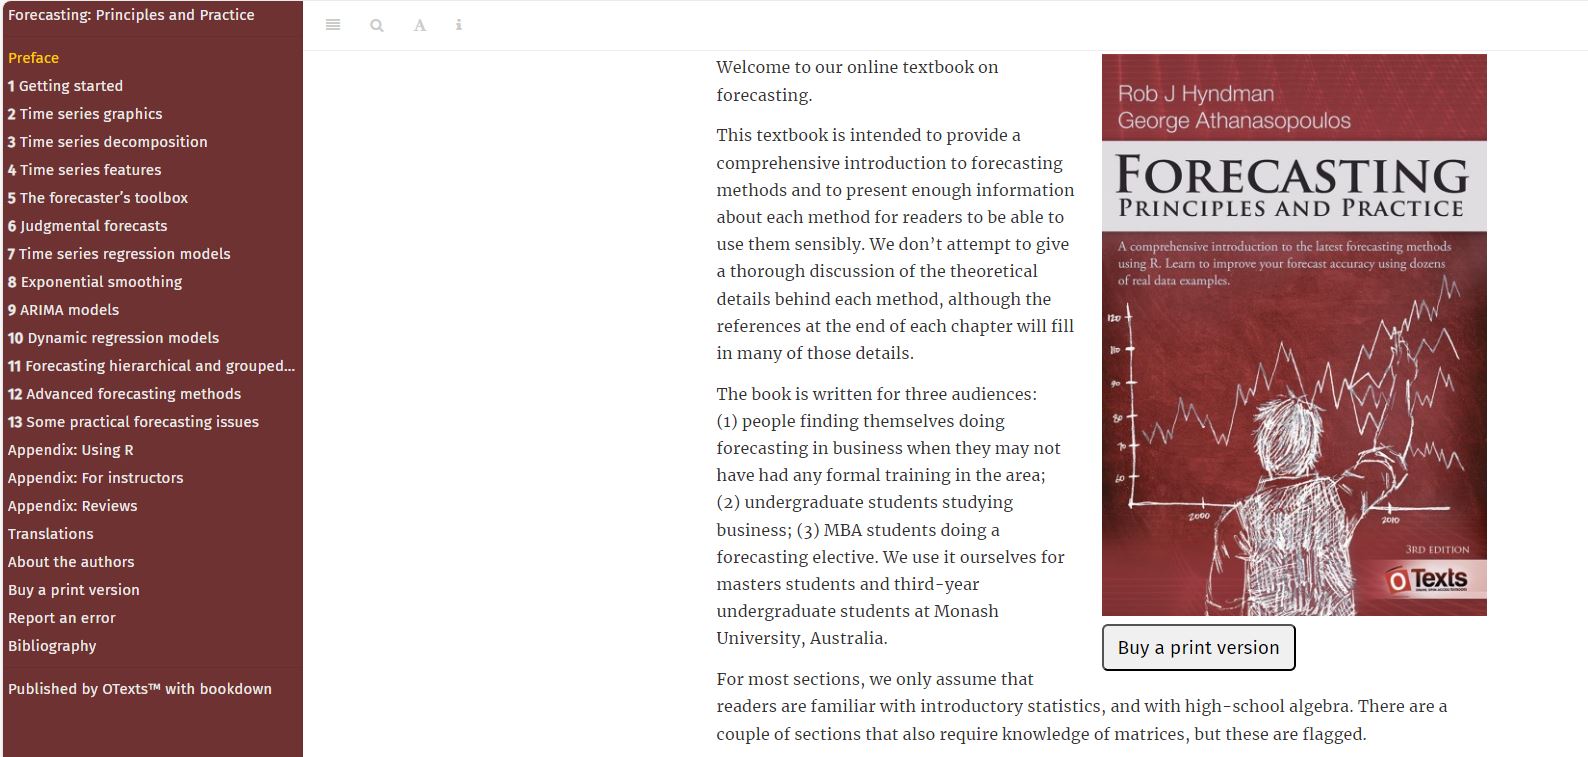 Forecasting: Principles and Practice
Preface
1 Getting started
2 Time series graphics
3 Time series decomposition
4 Time series features
5 The forecaster's toolbox
6 Judgmental forecasts
7 Time series regression models
8 Exponential smoothing
9 ARIMA models
10 Dynamic regression models
11 Forecasting hierarchical and grouped...
12 Advanced forecasting methods
13 Some practical forecasting issues
Appendix: Using R
Appendix: For instructors
Appendix: Reviews
Translations
About the authors
Buy a print version
Report an error
Bibliography
Published by OTexts™ with bookdown
Welcome to our online textbook on
forecasting.
This textbook is intended to provide a
comprehensive introduction to forecasting
methods and to present enough information
about each method for readers to be able to
use them sensibly. We don't attempt to give
a thorough discussion of the theoretical
details behind each method, although the
references at the end of each chapter will fill
in many of those details.
The book is written for three audiences:
(1) people finding themselves doing
forecasting in business when they may not
have had any formal training in the area;
(2) undergraduate students studying
business; (3) MBA students doing a
forecasting elective. We use it ourselves for
masters students and third-year
undergraduate students at Monash
University, Australia.
For most sections, we only assume that
readers are familiar with introductory statistics, and with high-school algebra. There are a
couple of sections that also require knowledge of matrices, but these are flagged.
Rob J Hyndman
George Athanasopoulos
FORECASTING
PRINCIPLES AND PRACTICE
A comprehensive introduction to the latest forecasting methods
using R. Learn to improve your forecast accuracy using dozens
of real data examples.
120
110
90
80
70
60
2000
2010
3RD EDITION
OTexts
ONLINE, OPEN-ACCESS TEXTBOOKS
Buy a print version